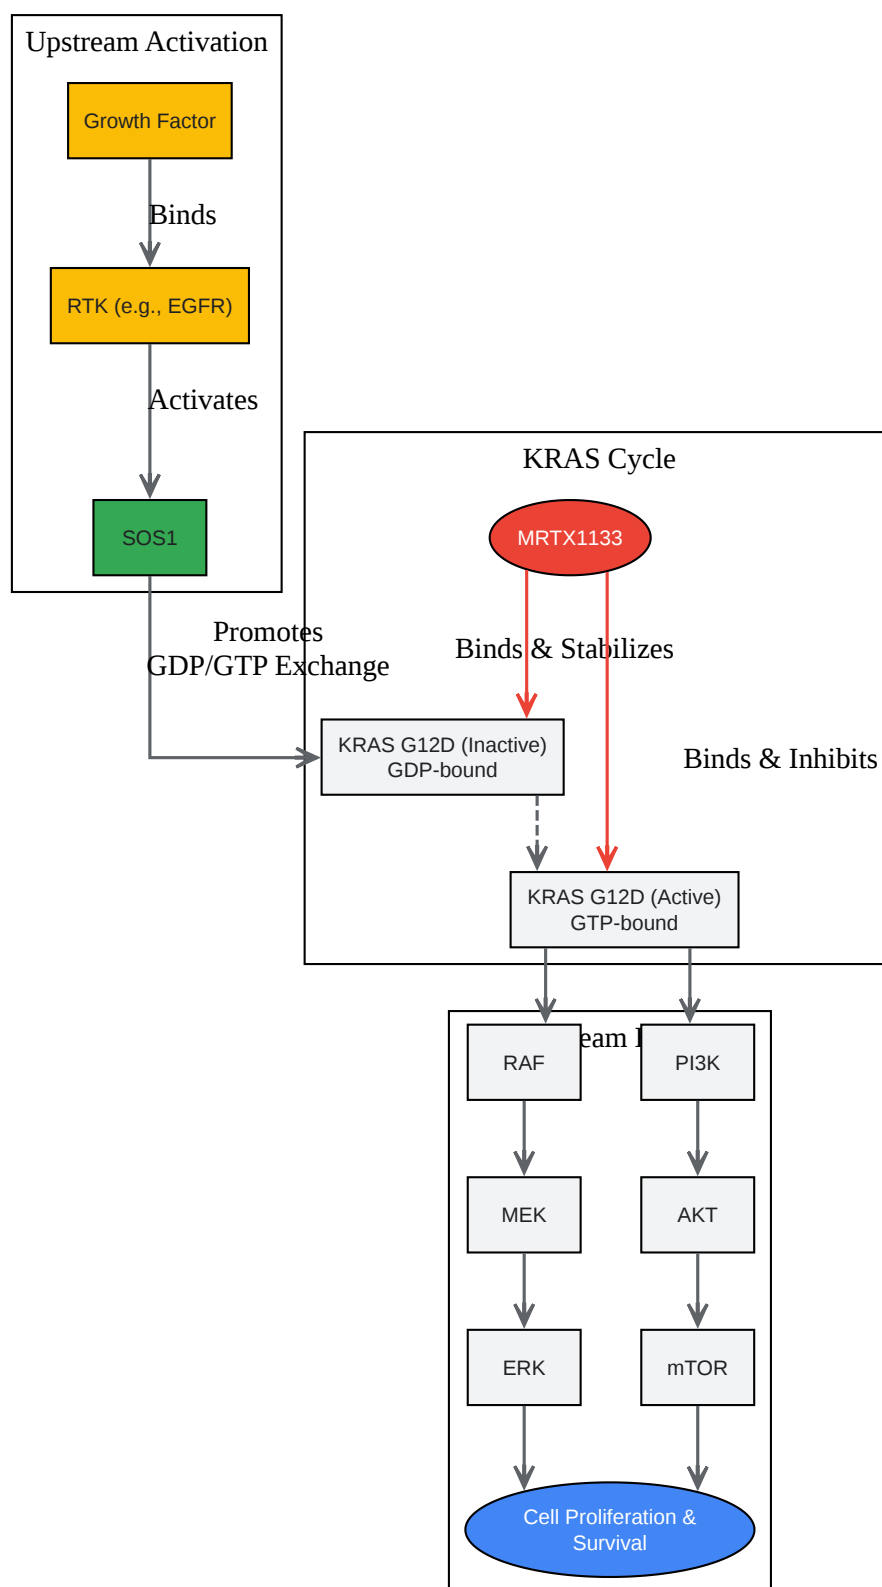 Upstream Activation
Growth Factor
Binds
RTK (e.g., EGFR)
Activates
SOS1
KRAS Cycle
MRTX1133
Promotes
GDP/GTP Exchange
Binds & Stabilizes
KRAS G12D (Inactive)
GDP-bound
Binds & Inhibits
KRAS G12D (Active)
GTP-bound
RAF
PI3K
MEK
AKT
ERK
mTOR
Cell Proliferation &
Survival